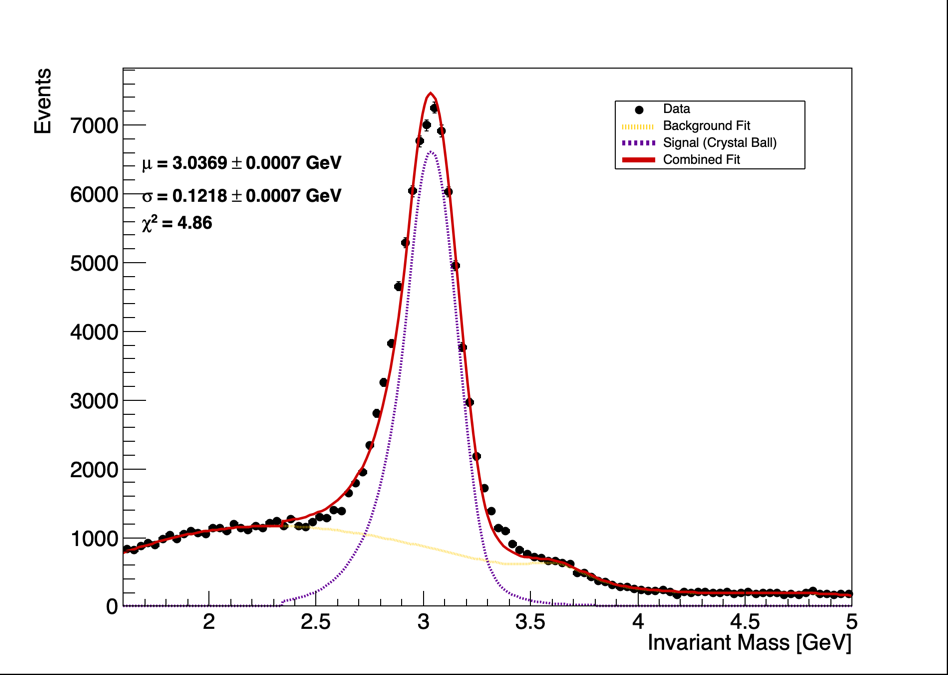 Events
7000
6000
5000
4000
3000
2000
1000
0
μ = 3.0369 ± 0.0007 GeV
σ = 0.1218 ± 0.0007 GeV
χ² = 4.86
Data
Background Fit
Signal (Crystal Ball)
Combined Fit
2 2.5 3 3.5 4 4.5 5
Invariant Mass [GeV]